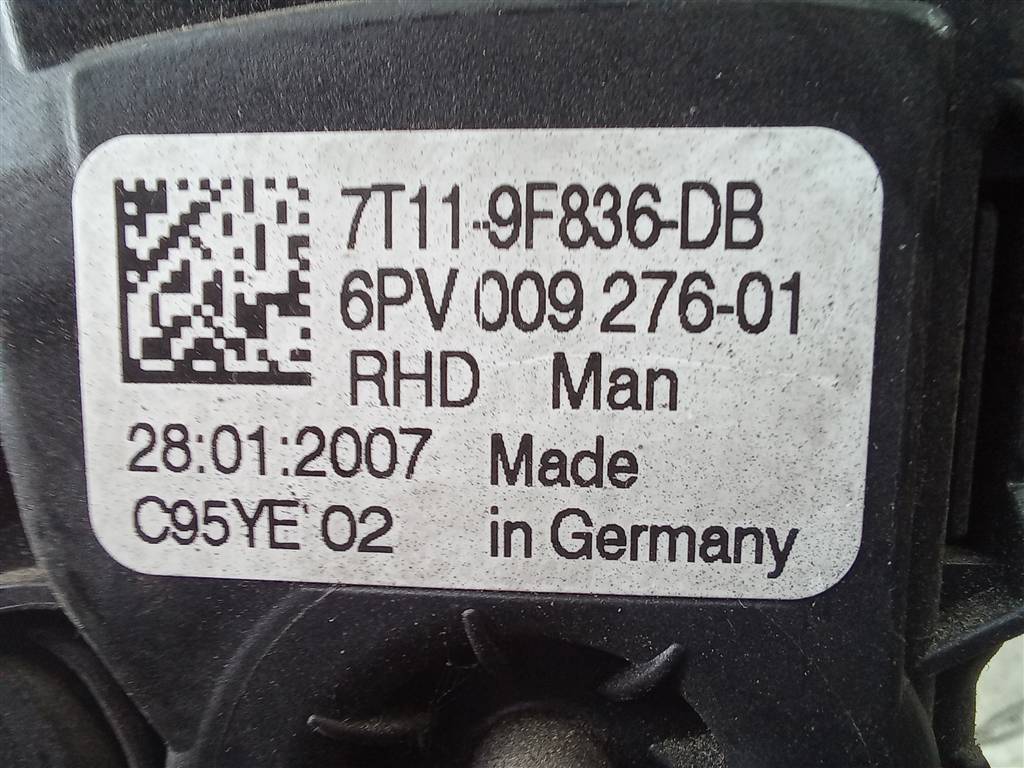 7T11-9F836-DB
6PV 009 276-01
RHD Man
28:01:2007 Made
C95YE 02 in Germany